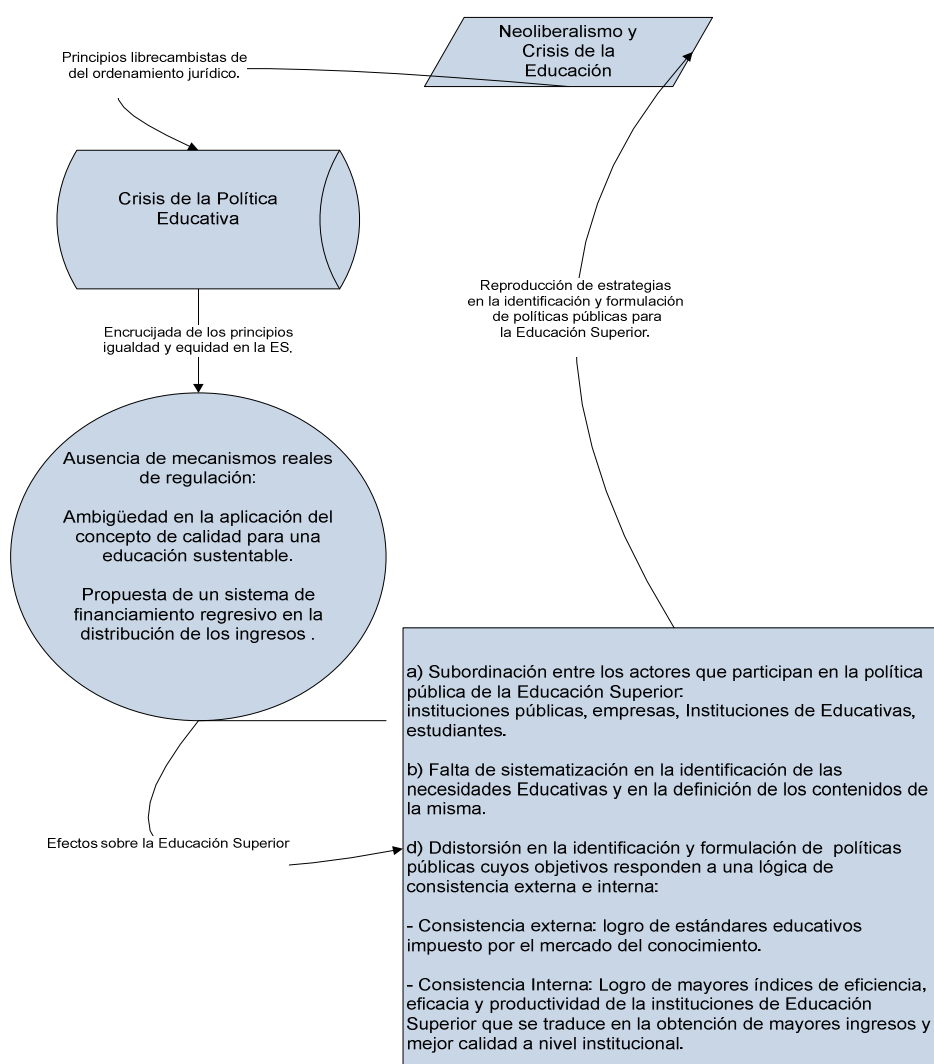 Neoliberalismo y
Crisis de la
Educación
Principios librecambistas de
del ordenamiento jurídico.
Crisis de la Política
Educativa
Encrucijada de los principios
igualdad y equidad en la ES.
Ausencia de mecanismos reales
de regulación:
Ambigüedad en la aplicación del
concepto de calidad para una
educación sustentable.
Propuesta de un sistema de
financiamiento regresivo en la
distribución de los ingresos .
Efectos sobre la Educación Superior
a) Subordinación entre los actores que participan en la política
pública de la Educación Superior:
instituciones públicas, empresas, Instituciones de Educativas,
estudiantes.
b) Falta de sistematización en la identificación de las
necesidades Educativas y en la definición de los contenidos de
la misma.
d) Ddistorsión en la identificación y formulación de políticas
públicas cuyos objetivos responden a una lógica de
consistencia externa e interna:
- Consistencia externa: logro de estándares educativos
impuesto por el mercado del conocimiento.
- Consistencia Interna: Logro de mayores índices de eficiencia,
eficacia y productividad de la instituciones de Educación
Superior que se traduce en la obtención de mayores ingresos y
mejor calidad a nivel institucional.
Reproducción de estrategias
en la identificación y formulación
de políticas públicas para
la Educación Superior.